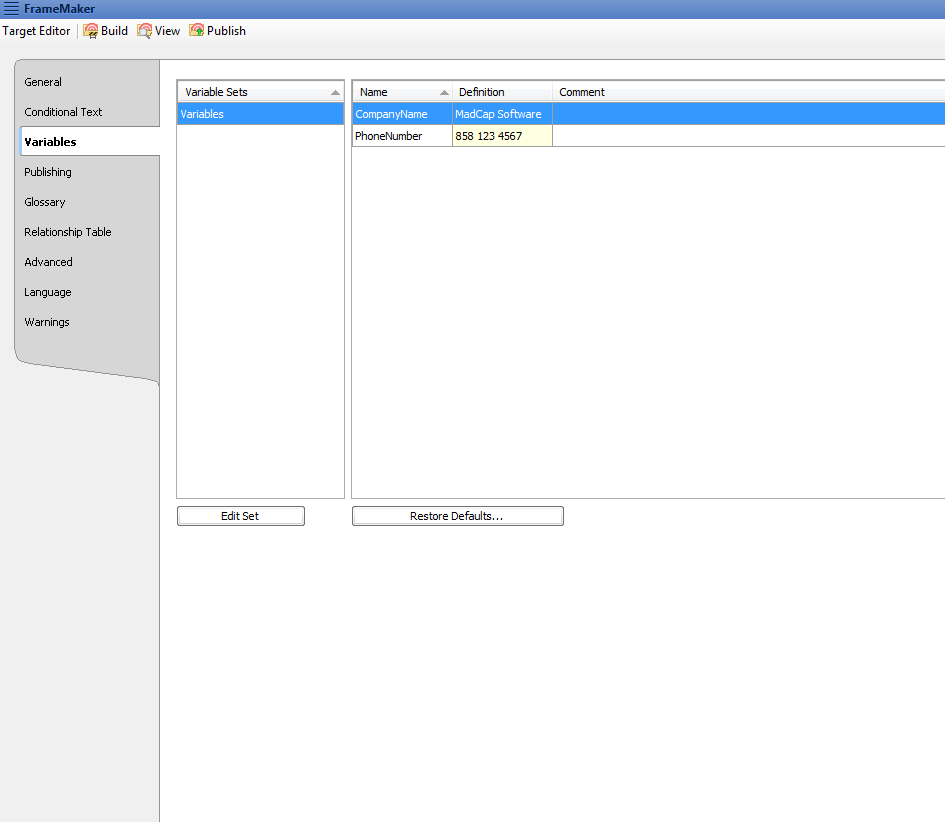 FrameMaker
Target Editor Build View Publish
General
Conditional Text
Variables
Publishing
Glossary
Relationship Table
Advanced
Language
Warnings
Variable Sets
Variables
Name Definition Comment
CompanyName MadCap Software
PhoneNumber 858 123 4567
Edit Set
Restore Defaults...